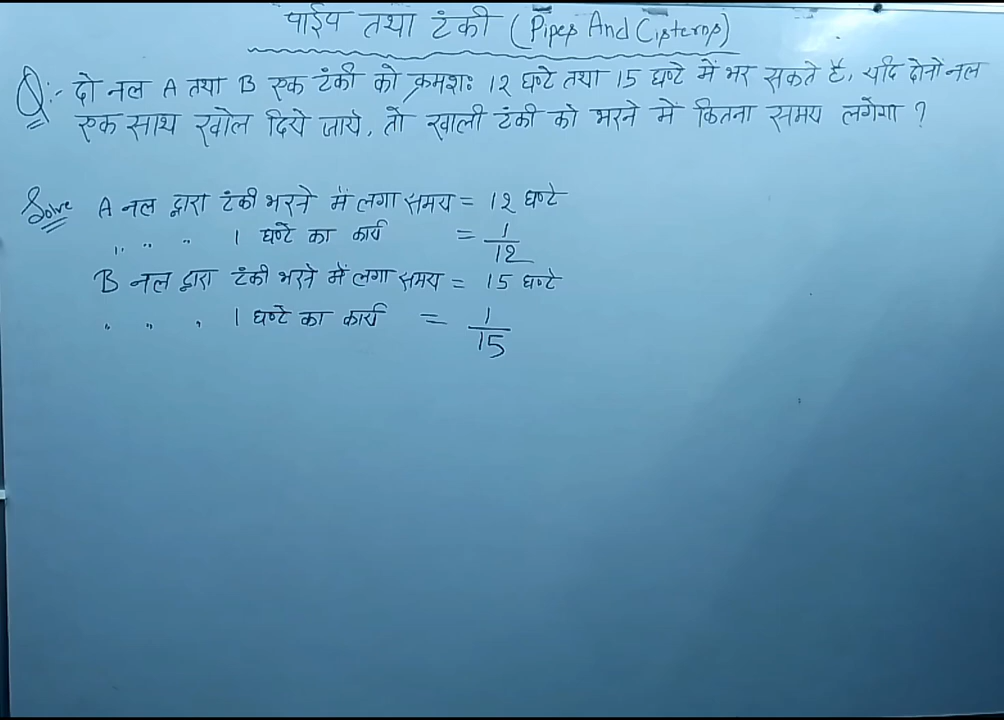 पाईप तथा टंकी (Pipes And Cisterns)
Q:- दो नल A तथा B एक टंकी को क्रमशः 12 घण्टे तथा 15 घण्टे में भर सकते है, यदि दोनो नल
एक साथ खोल दिये जाये, तो खाली टंकी को भरने में कितना समय लगेगा ?
Solve A नल द्वारा टंकी भरने में लगा समय = 12 घण्टे
,, ,, ,, 1 घण्टे का कार्य = 1/12
B नल द्वारा टंकी भरने में लगा समय = 15 घण्टे
,, ,, ,, 1 घण्टे का कार्य = 1/15